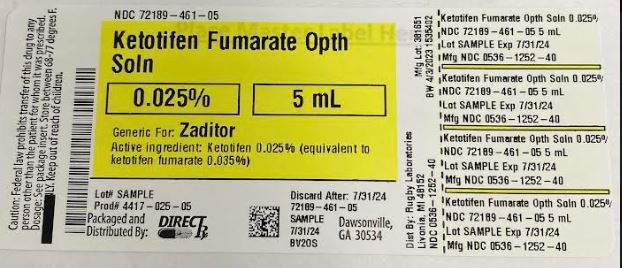 NDC 72189-461-05
Ketotifen Fumarate Opth
Soln
0.025%
5 mL
Generic For: Zaditor
Active ingredient: Ketotifen 0.025% (equivalent to
ketotifen fumarate 0.035%)
Lot# SAMPLE
Prod# 4417-025-05
Packaged and
Distributed By:
DIRECT Rx
Discard After: 7/31/24
72189-461-05
SAMPLE
7/31/24
BV20S
Dawsonville,
GA 30534
Caution: Federal law prohibits transfer of this drug to any
person other than the patient for whom it was prescribed.
Dosage: See package insert. Store between 68-77 degrees F.
LY. Keep out of reach of children.
Mfg Lot: 381651
BW 4/3/2023 1535402
Dist By: Rugby Laboratories
Livonia, MI 48152
NDC 0536-1252-40
Ketotifen Fumarate Opth Soln 0.025%
NDC 72189-461-05 5 mL
Lot SAMPLE Exp 7/31/24
Mfg NDC 0536-1252-40
Ketotifen Fumarate Opth Soln 0.025%
NDC 72189-461-05 5 mL
Lot SAMPLE Exp 7/31/24
Mfg NDC 0536-1252-40
Ketotifen Fumarate Opth Soln 0.025%
NDC 72189-461-05 5 mL
Lot SAMPLE Exp 7/31/24
Mfg NDC 0536-1252-40
Ketotifen Fumarate Opth Soln 0.025%
NDC 72189-461-05 5 mL
Lot SAMPLE Exp 7/31/24
Mfg NDC 0536-1252-40